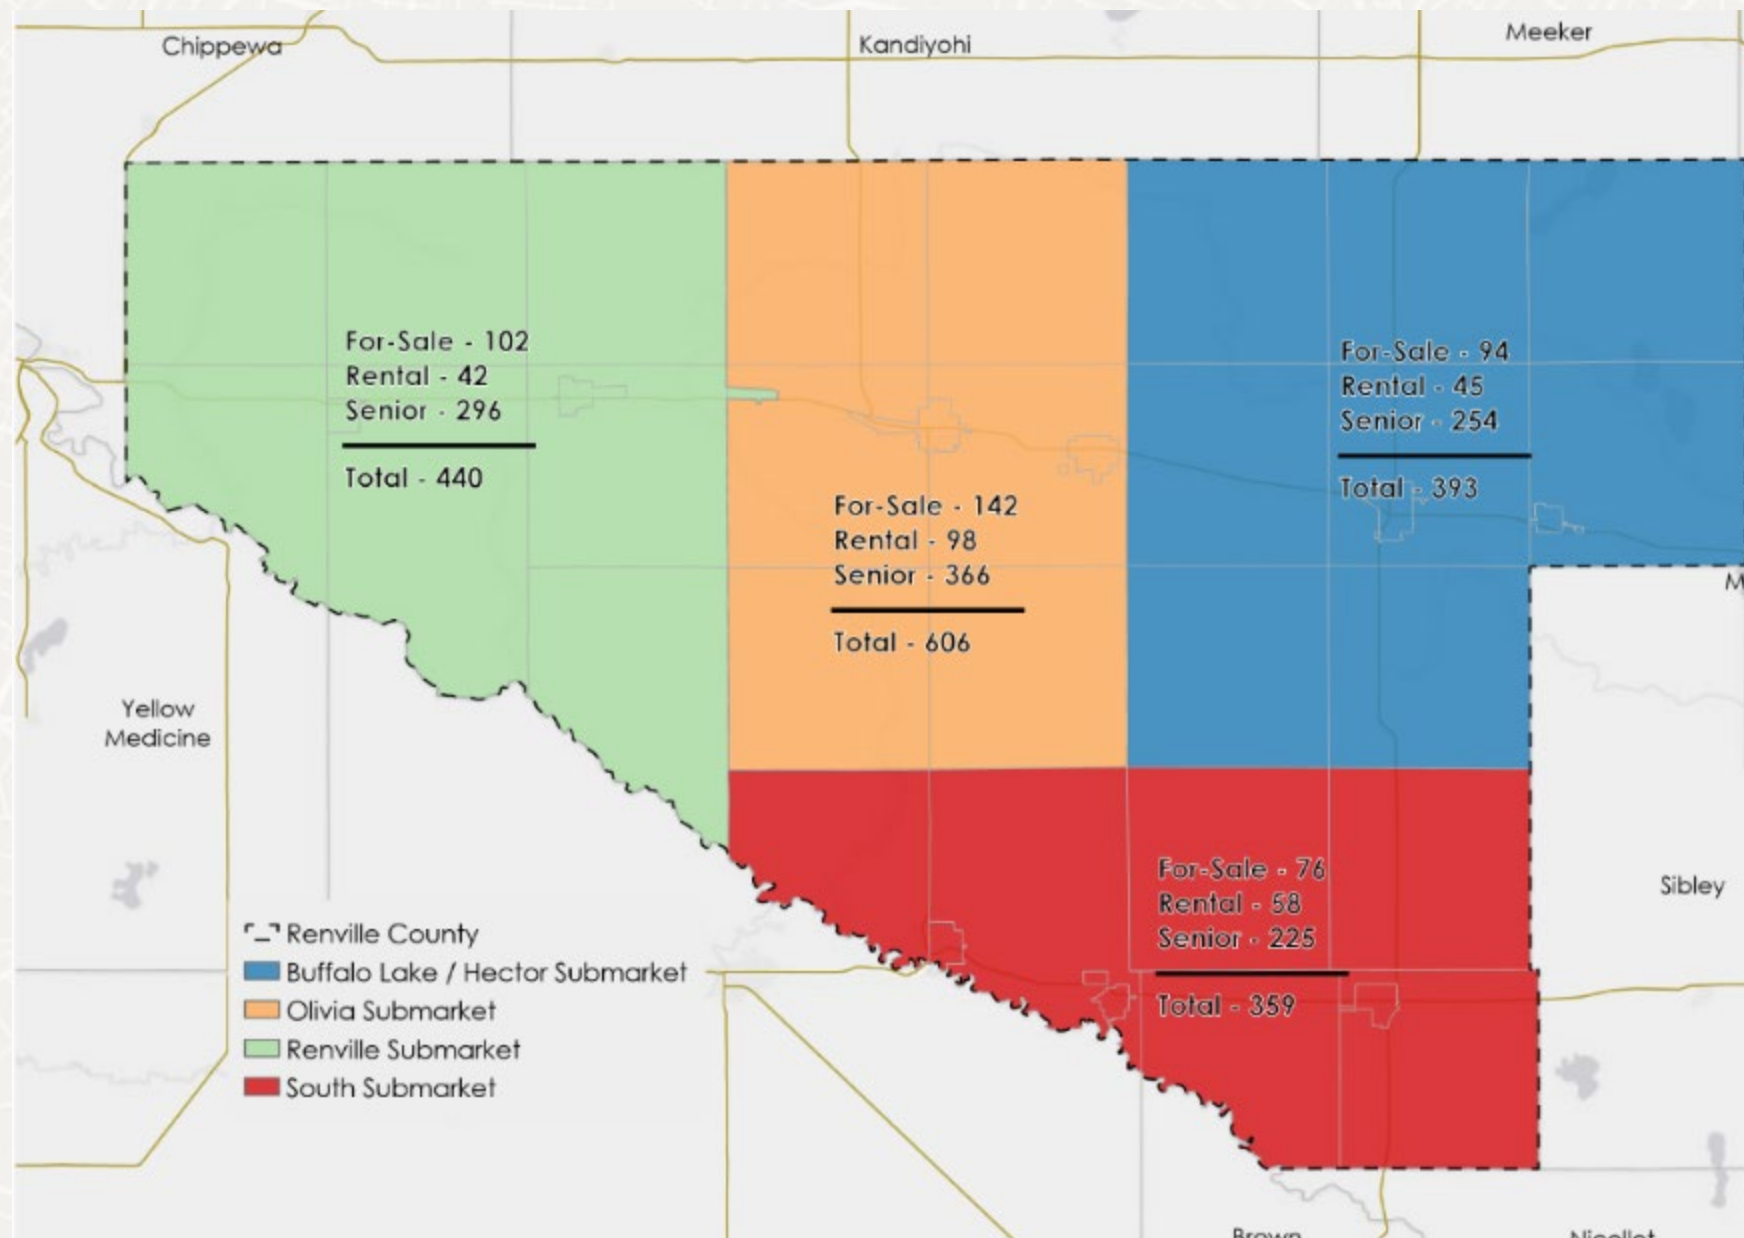 Chippewa
Kandiyohi
Meeker
For-Sale - 102
Rental - 42
Senior - 296
Total - 440
For-Sale - 94
Rental - 45
Senior - 254
Total - 393
For-Sale - 142
Rental - 98
Senior - 366
Total - 606
M
Yellow
Medicine
For-Sale - 76
Rental - 58
Senior - 225
Total - 359
Sibley
Renville County
Buffalo Lake / Hector Submarket
Olivia Submarket
Renville Submarket
South Submarket
Brown
Nicollet